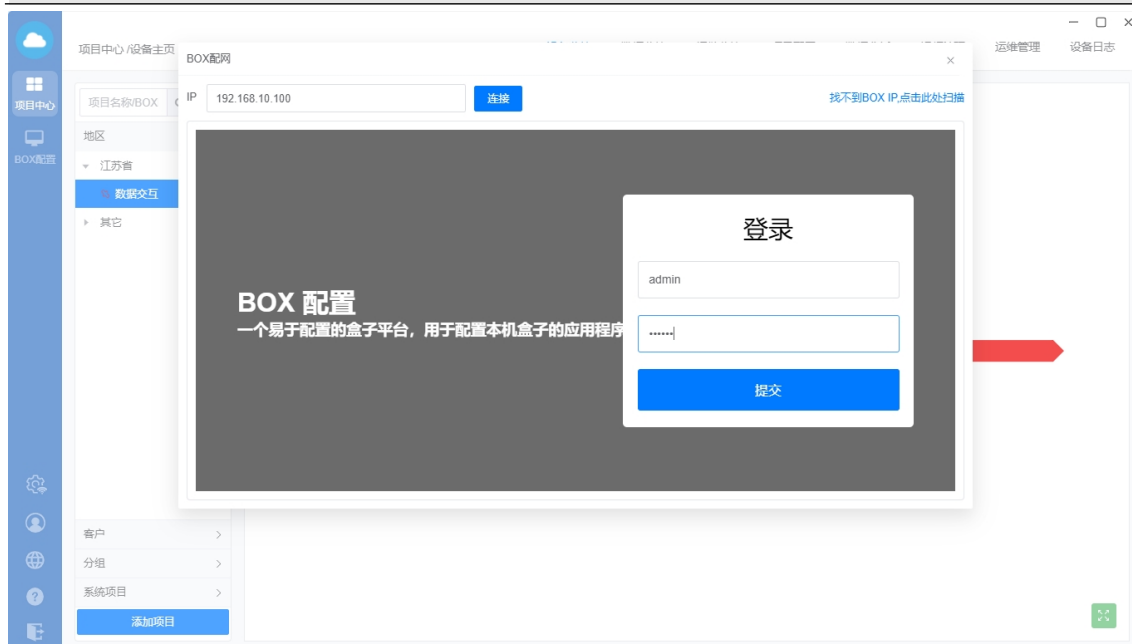 项目中心 /设备主页
运维管理
设备日志
项目中心
BOX配置
项目名称/BOX
地区
江苏省
数据交互
其它
客户
分组
系统项目
添加项目
BOX配网
IP
192.168.10.100
连接
找不到BOX IP,点击此处扫描
BOX 配置
一个易于配置的盒子平台，用于配置本机盒子的应用程序
登录
admin
••••••
提交